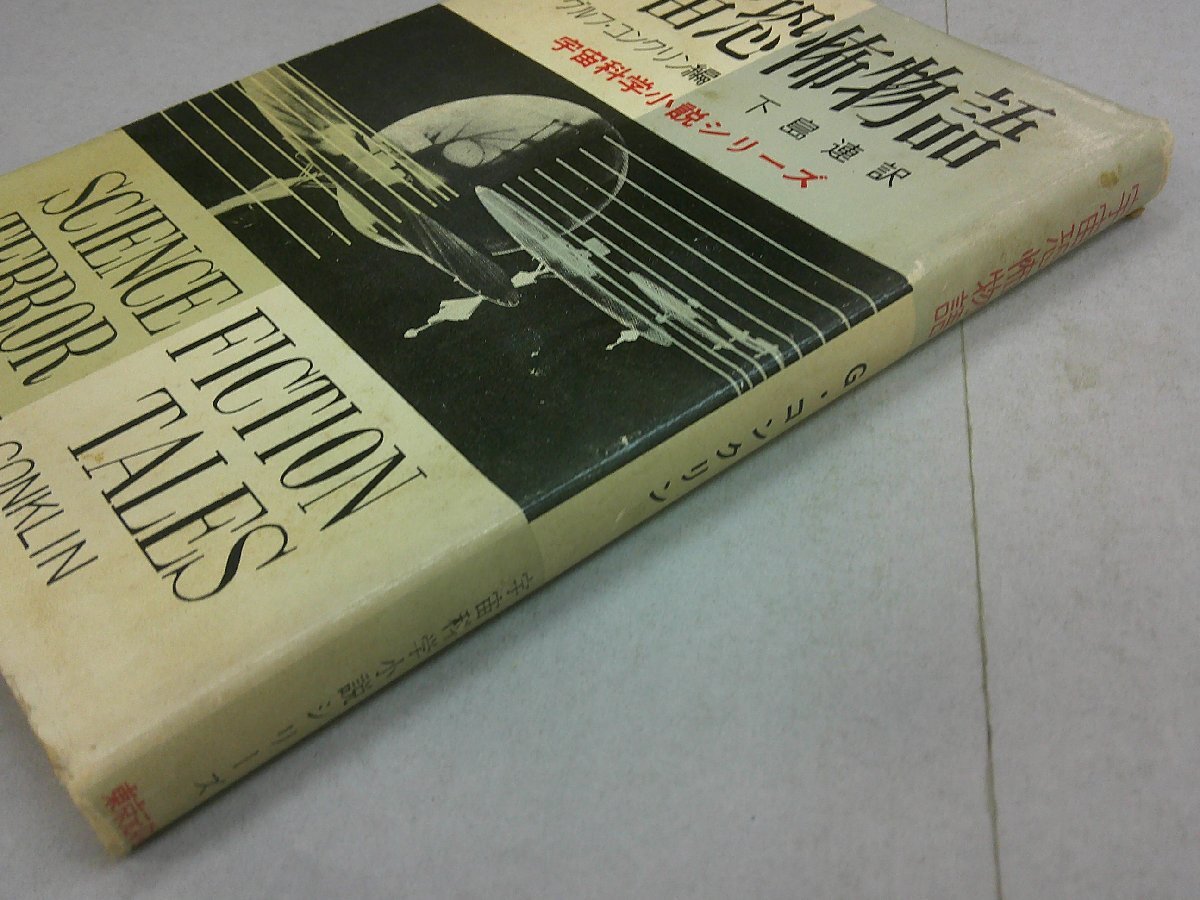 宙恐怖物語
グルフ・コンクリン編
下島連訳
宇宙科学小説シリーズ
SCIENCE FICTION
TERROR TALES
CONKLIN
宇宙恐怖物語
G・コンクリン
宇宙科学小説シリーズ